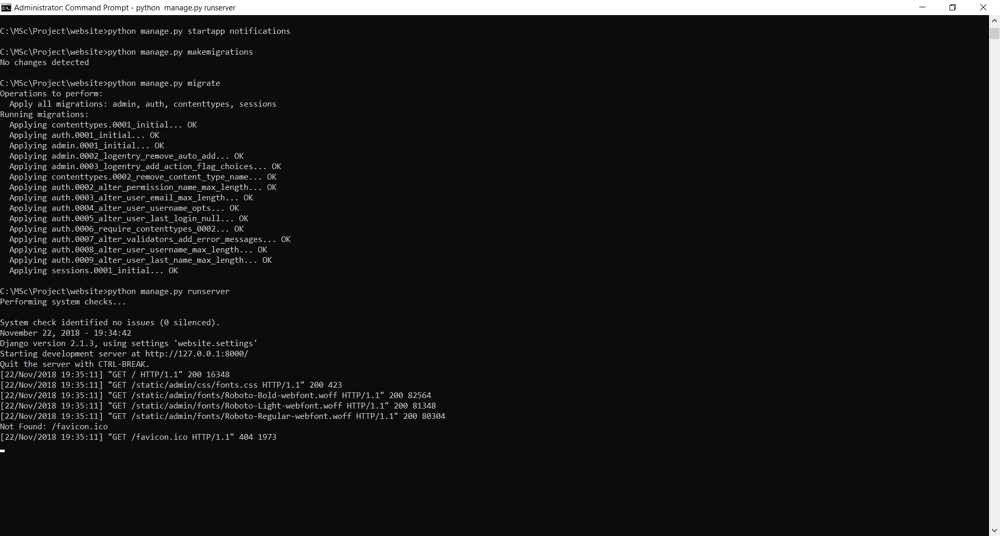 Administrator: Command Prompt - python  manage.py runserver
C:\MSc\Project\website>python manage.py startapp notifications
C:\MSc\Project\website>python manage.py makemigrations
No changes detected
C:\MSc\Project\website>python manage.py migrate
Operations to perform:
  Apply all migrations: admin, auth, contenttypes, sessions
Running migrations:
  Applying contenttypes.0001_initial... OK
  Applying auth.0001_initial... OK
  Applying admin.0001_initial... OK
  Applying admin.0002_logentry_remove_auto_add... OK
  Applying admin.0003_logentry_add_action_flag_choices... OK
  Applying contenttypes.0002_remove_content_type_name... OK
  Applying auth.0002_alter_permission_name_max_length... OK
  Applying auth.0003_alter_user_email_max_length... OK
  Applying auth.0004_alter_user_username_opts... OK
  Applying auth.0005_alter_user_last_login_null... OK
  Applying auth.0006_require_contenttypes_0002... OK
  Applying auth.0007_alter_validators_add_error_messages... OK
  Applying auth.0008_alter_user_username_max_length... OK
  Applying auth.0009_alter_user_last_name_max_length... OK
  Applying sessions.0001_initial... OK
C:\MSc\Project\website>python manage.py runserver
Performing system checks...
System check identified no issues (0 silenced).
November 22, 2018 - 19:34:42
Django version 2.1.3, using settings 'website.settings'
Starting development server at http://127.0.0.1:8000/
Quit the server with CTRL-BREAK.
[22/Nov/2018 19:35:11] "GET / HTTP/1.1" 200 16348
[22/Nov/2018 19:35:11] "GET /static/admin/css/fonts.css HTTP/1.1" 200 423
[22/Nov/2018 19:35:11] "GET /static/admin/fonts/Roboto-Bold-webfont.woff HTTP/1.1" 200 82564
[22/Nov/2018 19:35:11] "GET /static/admin/fonts/Roboto-Light-webfont.woff HTTP/1.1" 200 81348
[22/Nov/2018 19:35:11] "GET /static/admin/fonts/Roboto-Regular-webfont.woff HTTP/1.1" 200 80304
Not Found: /favicon.ico
[22/Nov/2018 19:35:11] "GET /favicon.ico HTTP/1.1" 404 1973